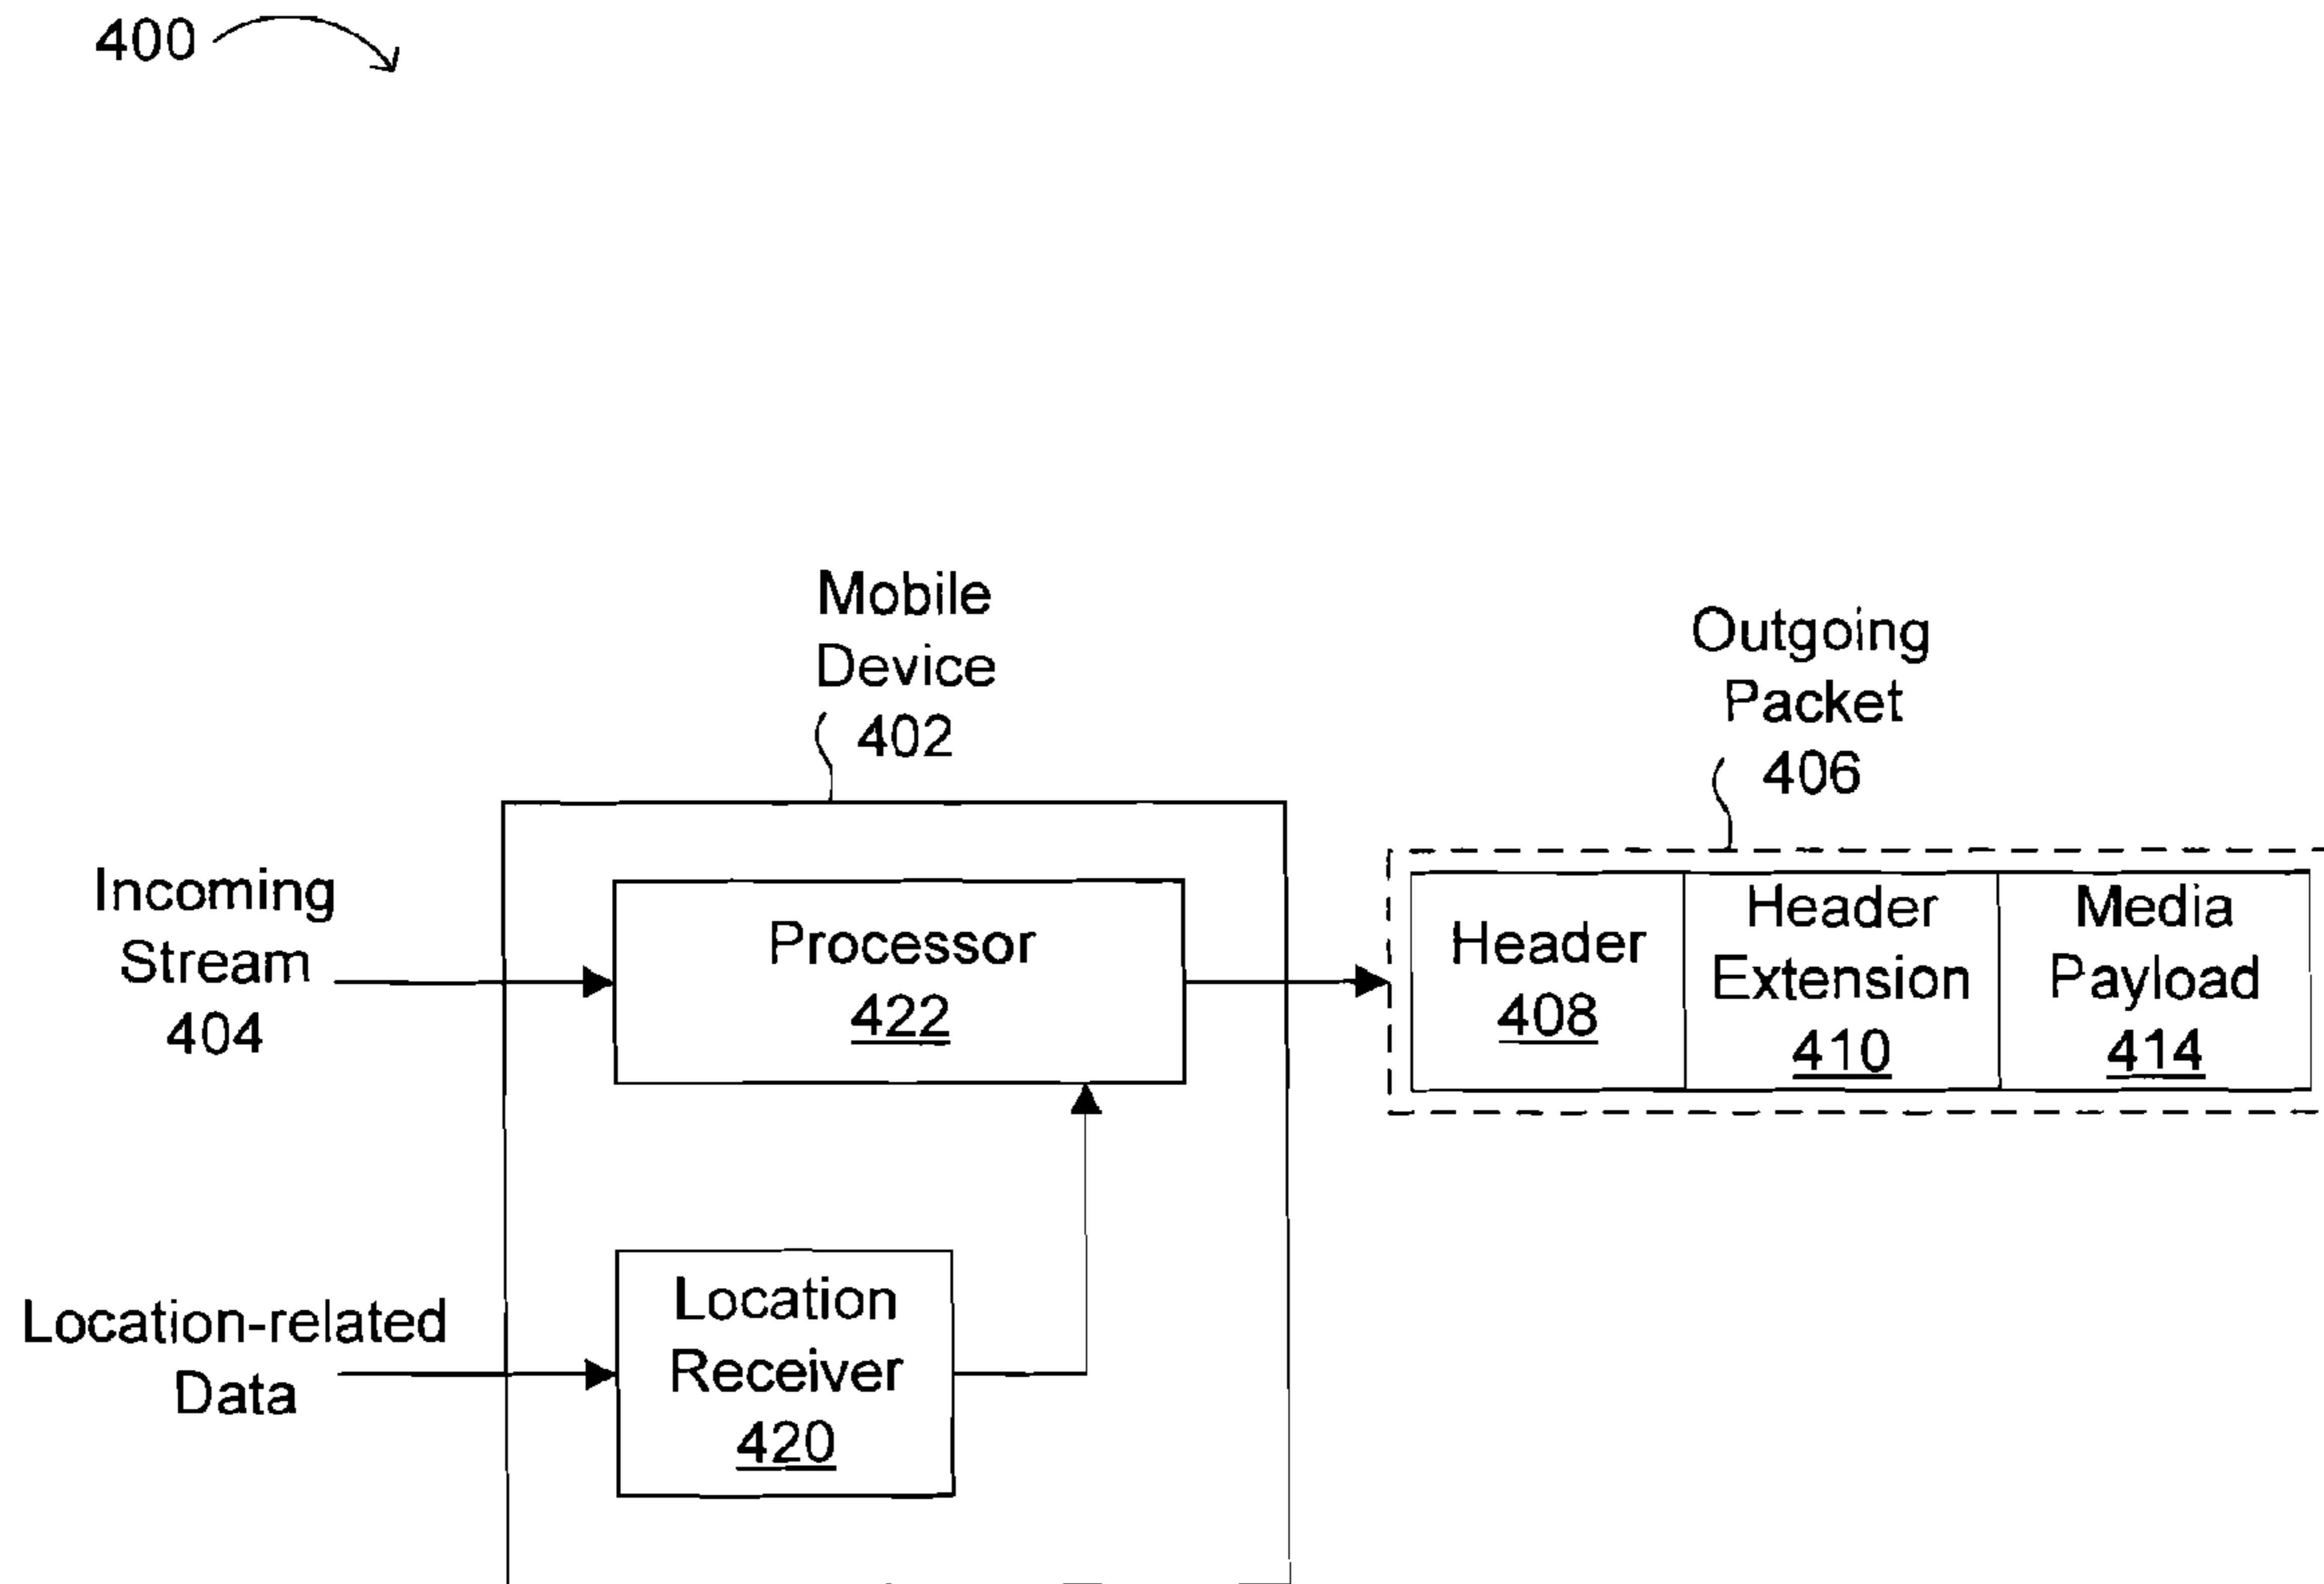 400
Mobile
Device
402
Outgoing
Packet
406
Incoming
Stream
404
Processor
422
Header
408
Header
Extension
410
Media
Payload
414
Location-related
Data
Location
Receiver
420